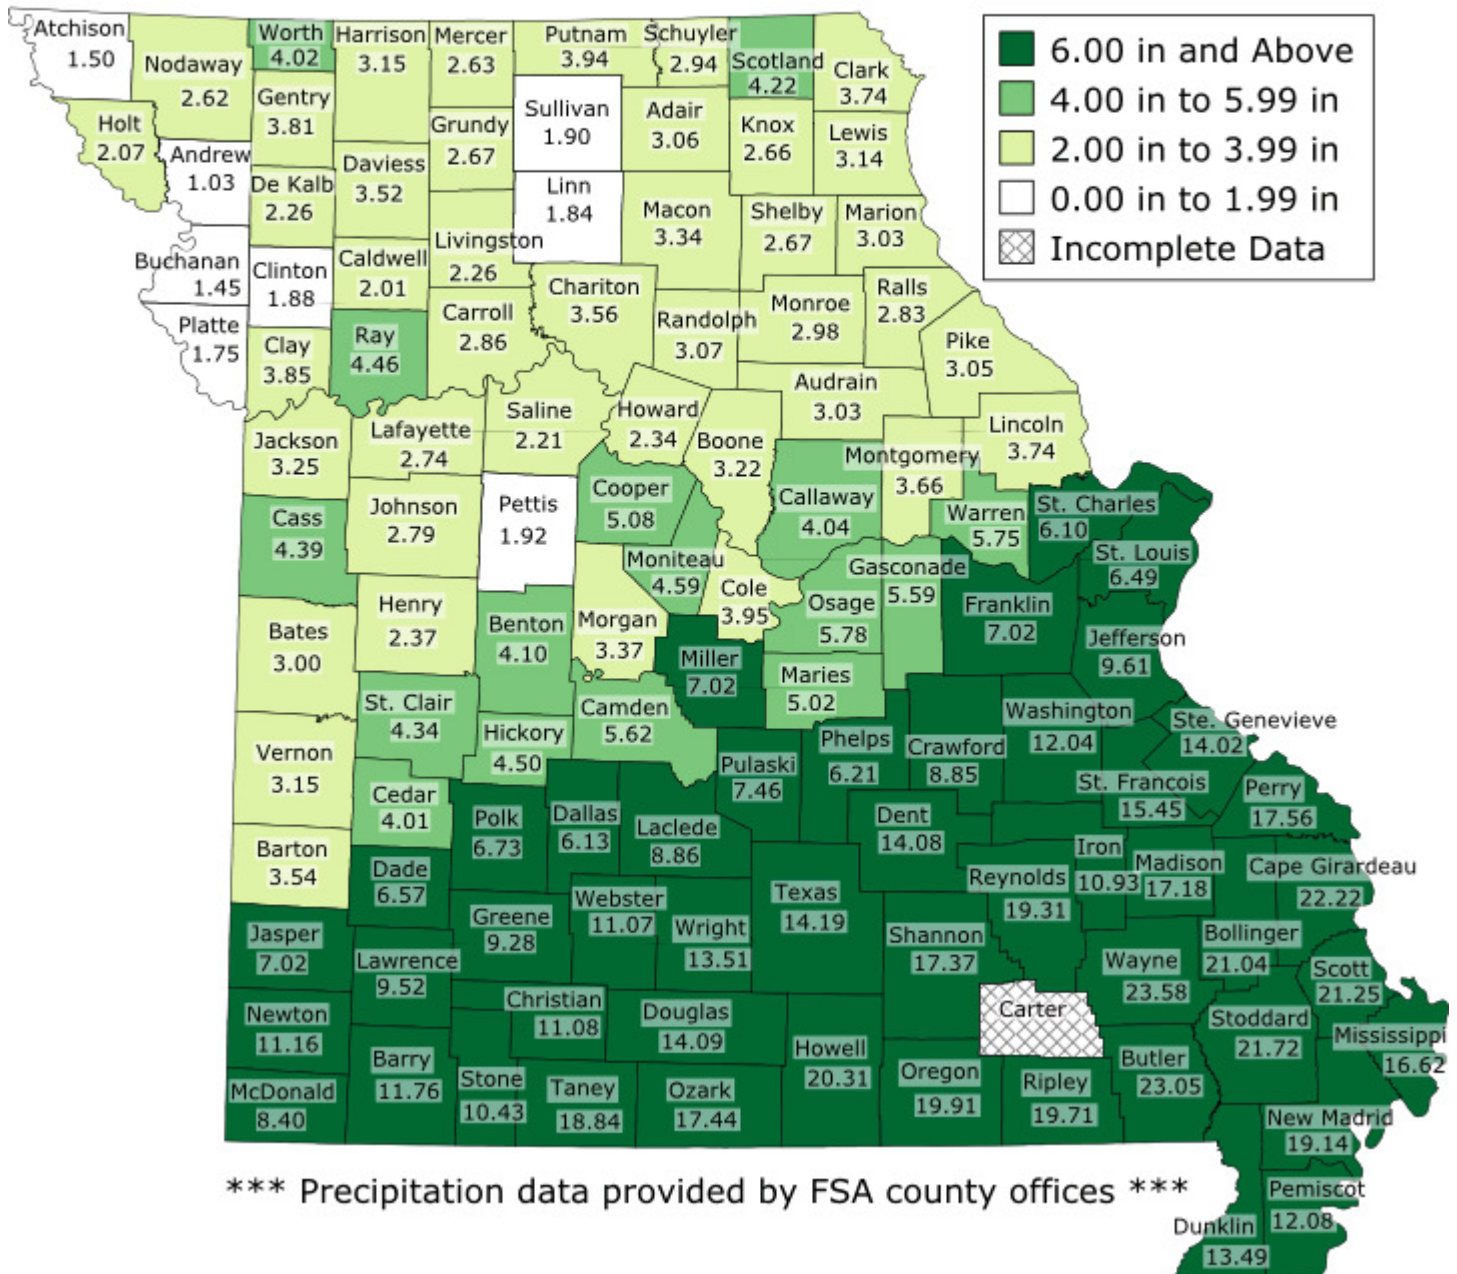 Atchison
1.50
Nodaway
2.62
Worth
4.02
Harrison
3.15
Mercer
2.63
Putnam
3.94
Schuyler
2.94
Scotland
4.22
Clark
3.74
6.00 in and Above
4.00 in to 5.99 in
2.00 in to 3.99 in
0.00 in to 1.99 in
Incomplete Data
Holt
2.07
Andrew
1.03
Gentry
3.81
De Kalb
2.26
Daviess
3.52
Grundy
2.67
Sullivan
1.90
Adair
3.06
Knox
2.66
Lewis
3.14
Linn
1.84
Macon
3.34
Shelby
2.67
Marion
3.03
Buchanan
1.45
Clinton
1.88
Caldwell
2.01
Livingston
2.26
Chariton
3.56
Randolph
3.07
Monroe
2.98
Ralls
2.83
Pike
3.05
Platte
1.75
Clay
3.85
Ray
4.46
Carroll
2.86
Audrain
3.03
Jackson
3.25
Lafayette
2.74
Saline
2.21
Howard
2.34
Boone
3.22
Montgomery
3.66
Lincoln
3.74
Cass
4.39
Johnson
2.79
Pettis
1.92
Cooper
5.08
Callaway
4.04
Warren
5.75
St. Charles
6.10
St. Louis
6.49
Moniteau
4.59
Cole
3.95
Gasconade
5.59
Osage
5.78
Franklin
7.02
Jefferson
9.61
Bates
3.00
Henry
2.37
Benton
4.10
Morgan
3.37
Miller
7.02
Maries
5.02
St. Clair
4.34
Hickory
4.50
Camden
5.62
Vernon
3.15
Cedar
4.01
Pulaski
7.46
Phelps
6.21
Crawford
8.85
Washington
12.04
Ste. Genevieve
14.02
St. Francois
15.45
Perry
17.56
Barton
3.54
Dade
6.57
Polk
6.73
Dallas
6.13
Laclede
8.86
Dent
14.08
Iron
10.93
Madison
17.18
Cape Girardeau
22.22
Reynolds
19.31
Texas
14.19
Webster
11.07
Wright
13.51
Greene
9.28
Jasper
7.02
Lawrence
9.52
Shannon
17.37
Wayne
23.58
Bollinger
21.04
Scott
21.25
Newton
11.16
Christian
11.08
Douglas
14.09
Carter
Stoddard
21.72
Mississippi
16.62
Barry
11.76
Stone
10.43
Taney
18.84
Ozark
17.44
Howell
20.31
Oregon
19.91
Ripley
19.71
Butler
23.05
McDonald
8.40
New Madrid
19.14
Pemiscot
12.08
Dunklin
13.49
*** Precipitation data provided by FSA county offices ***